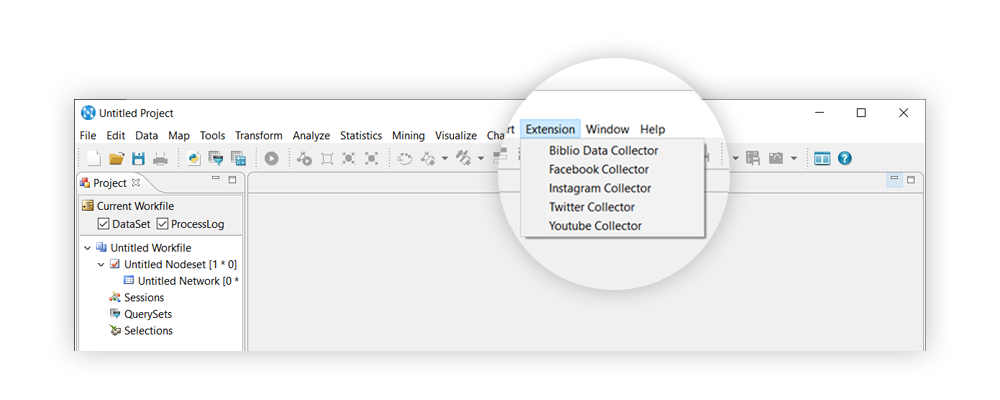 Untitled Project
File Edit Data Map Tools Transform Analyze Statistics Mining Visualize Cha rt Extension Window Help
Biblio Data Collector
Facebook Collector
Instagram Collector
Twitter Collector
Youtube Collector
Project
Current Workfile
DataSet ProcessLog
Untitled Workfile
Untitled Nodeset [1 * 0]
Untitled Network [0 *
Sessions
QuerySets
Selections